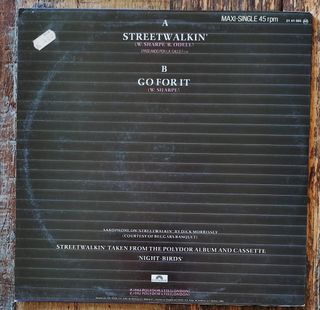 MAXI-SINGLE 45 rpm
A
STREETWALKIN'
(W. SHARPE/R. ODELL)
B
GO FOR IT
(W. SHARPE)
SAXOPHONE ON 'STREETWALKIN' BY DICK MORRISSEY
(COURTESY OF BEGGARS BANQUET)
STREETWALKIN' TAKEN FROM THE POLYDOR ALBUM AND CASSETTE
'NIGHT-BIRDS'